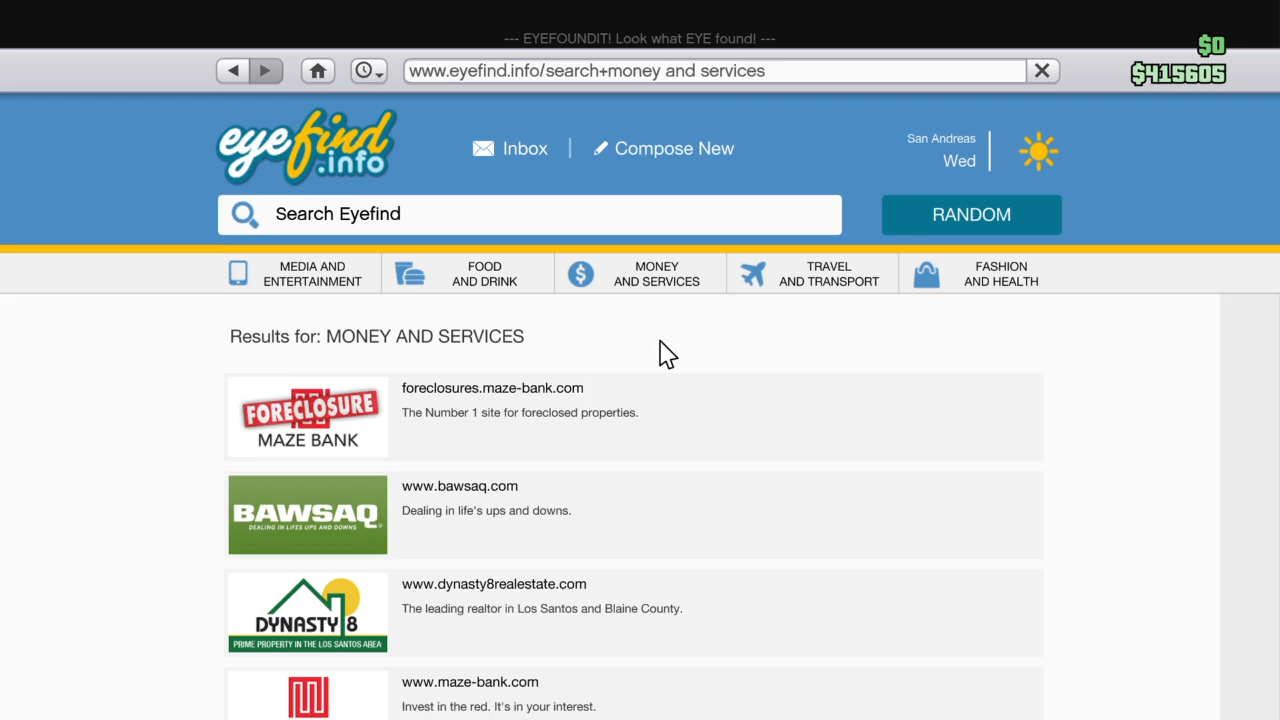 --- EYEFOUNDIT! Look what EYE found! ---
$0
www.eyefind.info/search+money and services
$415605
eyefind.info
Inbox
Compose New
San Andreas
Wed
Search Eyefind
RANDOM
MEDIA AND
ENTERTAINMENT
FOOD
AND DRINK
MONEY
AND SERVICES
TRAVEL
AND TRANSPORT
FASHION
AND HEALTH
Results for: MONEY AND SERVICES
FORECLOSURE
MAZE BANK
foreclosures.maze-bank.com
The Number 1 site for foreclosed properties.
BAWSAQ
DEALING IN LIFES UPS AND DOWNS
www.bawsaq.com
Dealing in life's ups and downs.
DYNASTY 8
PRIME PROPERTY IN THE LOS SANTOS AREA
www.dynasty8realestate.com
The leading realtor in Los Santos and Blaine County.
www.maze-bank.com
Invest in the red. It's in your interest.